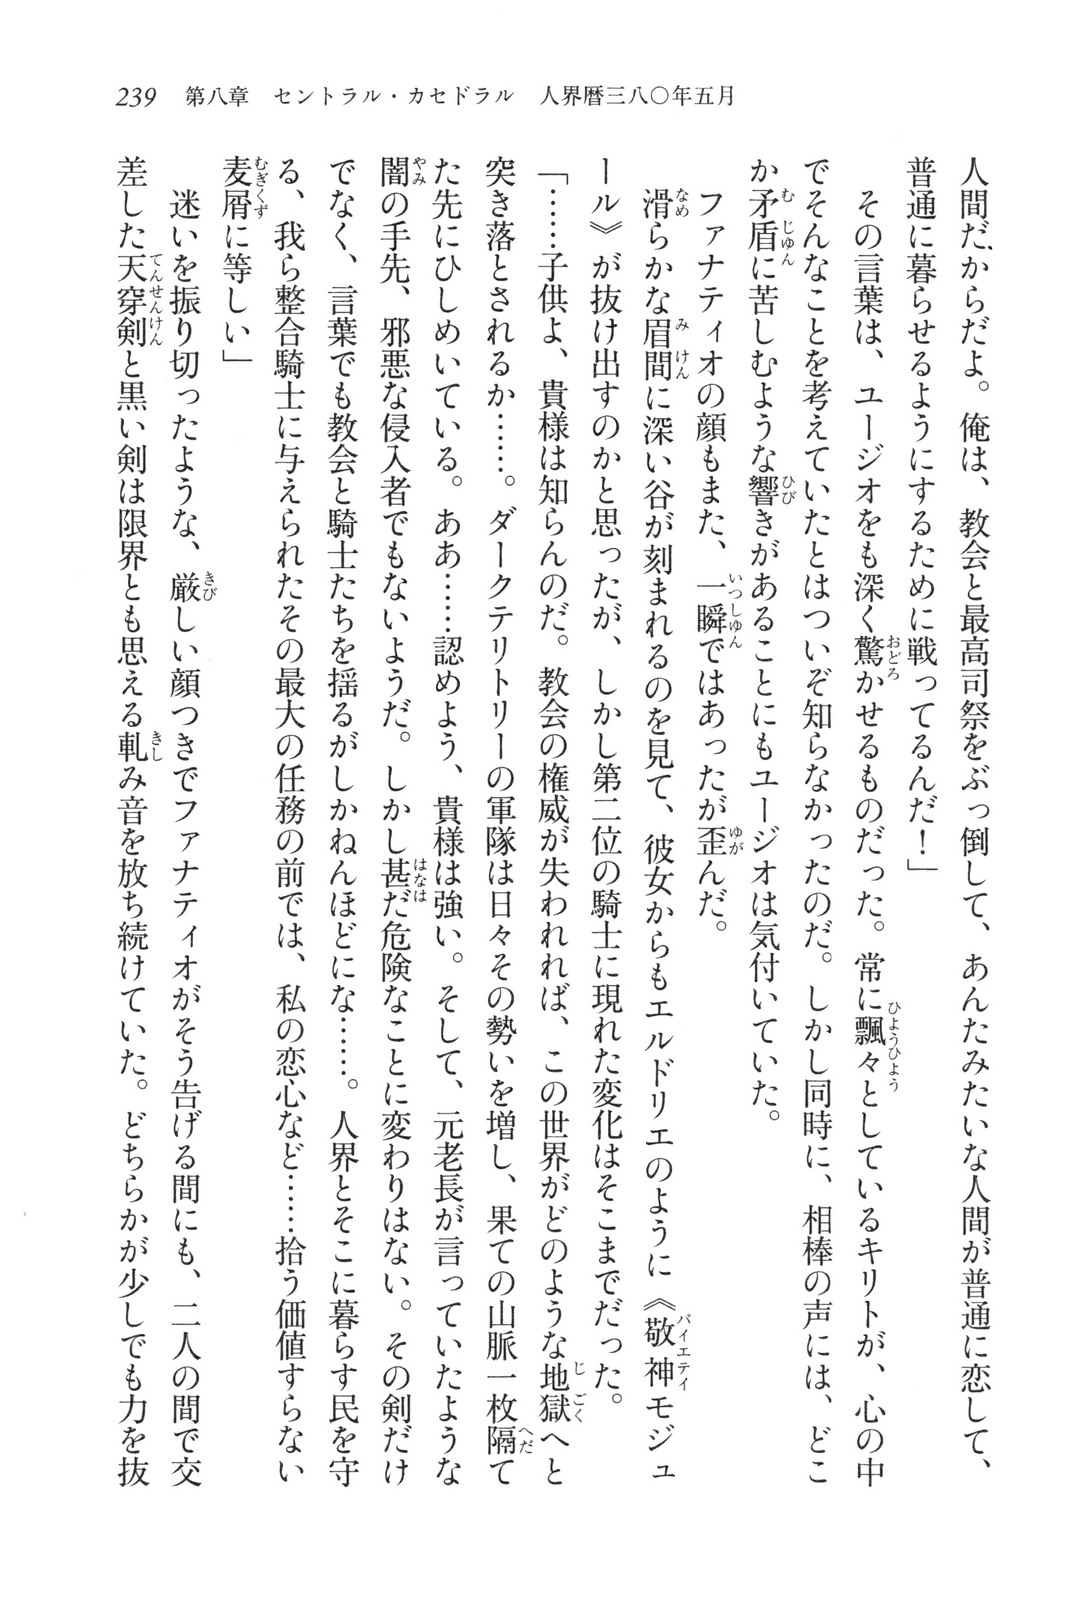 239　第八章　セントラル・カセドラル　人界暦三八〇年五月
人間だからだよ。俺は、教会と最高司祭をぶっ倒して、あんたみたいな人間が普通に恋して、
普通に暮らせるようにするために戦ってるんだ！」
　その言葉は、ユージオをも深く驚かせるものだった。常に飄々としているキリトが、心の中
でそんなことを考えていたとはついぞ知らなかったのだ。しかし同時に、相棒の声には、どこ
か矛盾に苦しむような響きがあることにもユージオは気付いていた。
　ファナティオの顔もまた、一瞬ではあったが歪んだ。
　滑らかな眉間に深い谷が刻まれるのを見て、彼女からもエルドリエのように《敬神モジュ
ール》が抜け出すのかと思ったが、しかし第二位の騎士に現れた変化はそこまでだった。
「……子供よ、貴様は知らんのだ。教会の権威が失われれば、この世界がどのような地獄へと
突き落とされるか……。ダークテリトリーの軍隊は日々その勢いを増し、果ての山脈一枚隔て
た先にひしめいている。ああ……認めよう、貴様は強い。そして、元老長が言っていたような
闇の手先、邪悪な侵入者でもないようだ。しかし甚だ危険なことに変わりはない。その剣だけ
でなく、言葉でも教会と騎士たちを揺るがしかねんほどにな……。人界とそこに暮らす民を守
る、我ら整合騎士に与えられたその最大の任務の前では、私の恋心など……拾う価値すらない
麦屑に等しい」
　迷いを振り切ったような、厳しい顔つきでファナティオがそう告げる間にも、二人の間で交
差した天穿剣と黒い剣は限界とも思える軋み音を放ち続けていた。どちらかが少しでも力を抜